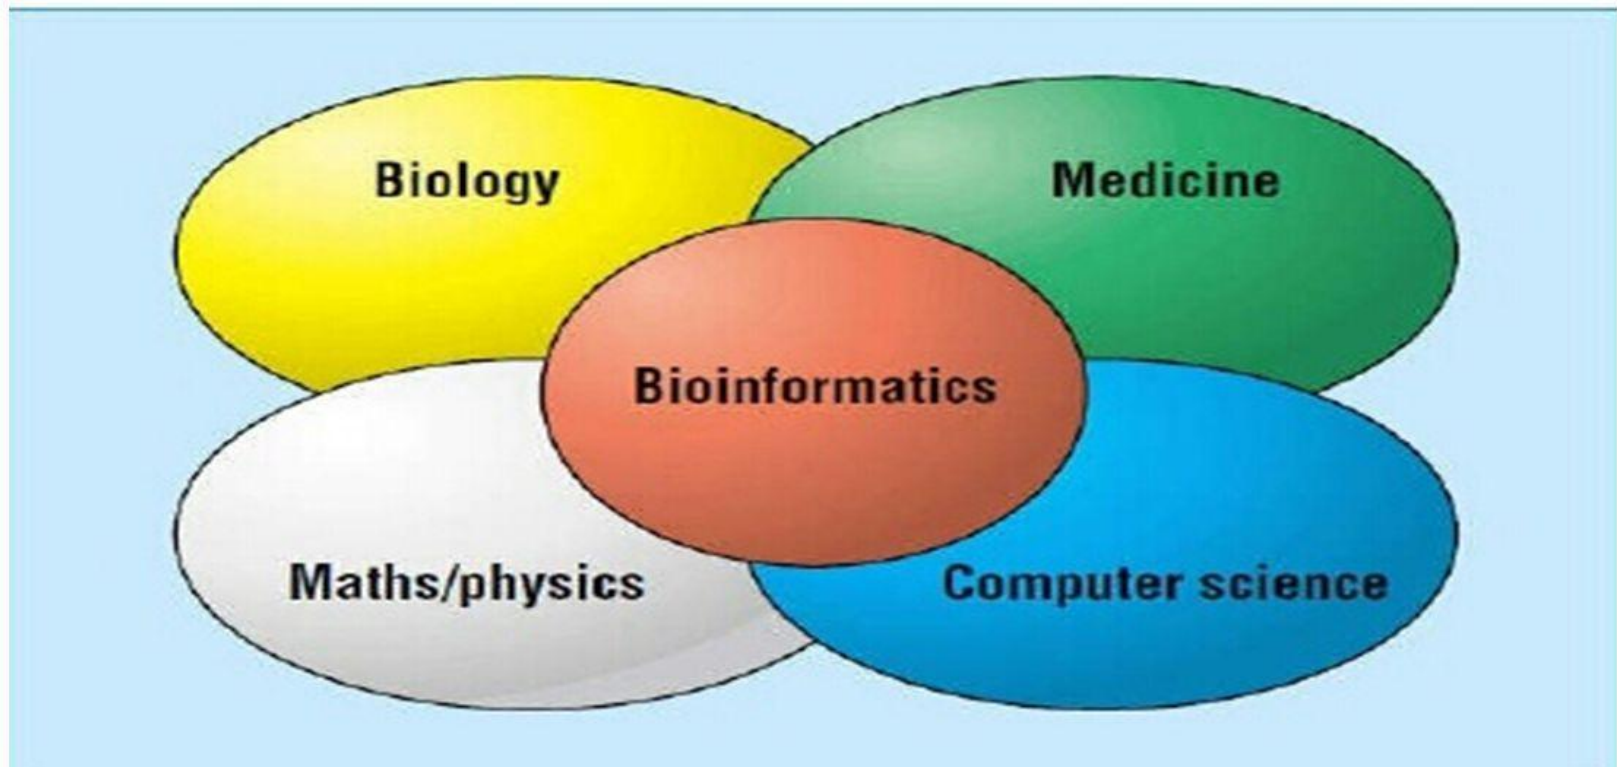 Biology
Medicine
Bioinformatics
Maths/physics
Computer science